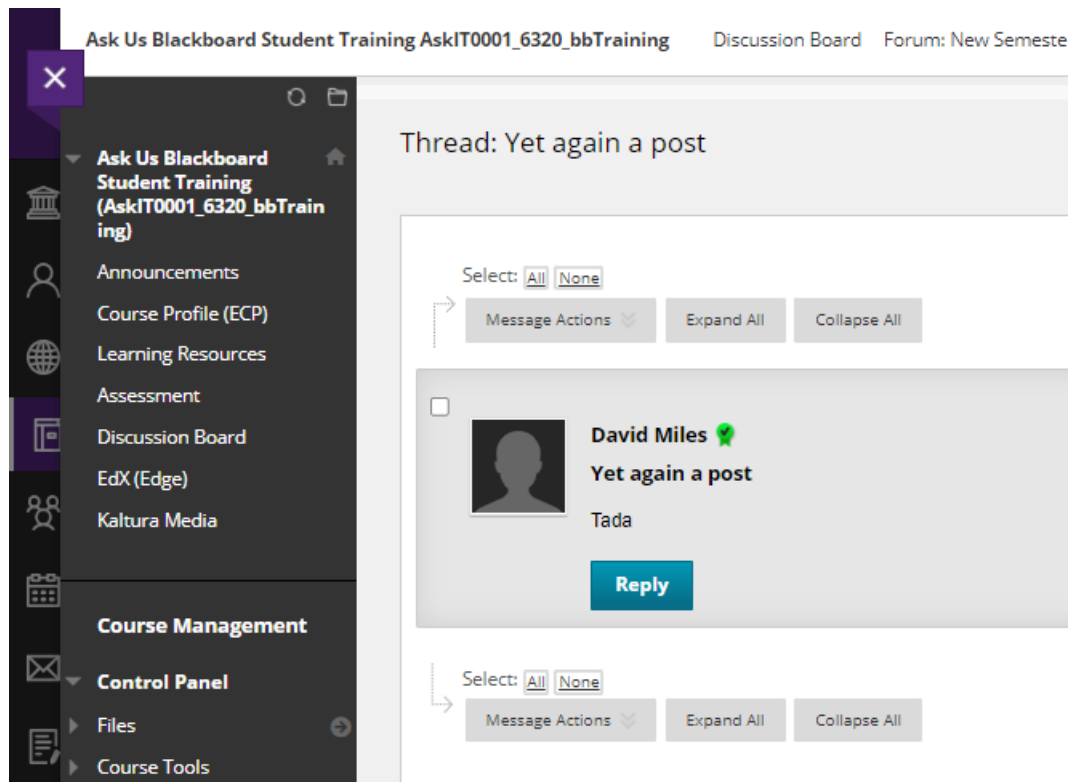 Ask Us Blackboard Student Training AskIT0001_6320_bbTraining Discussion Board Forum: New Semeste
Ask Us Blackboard
Student Training
(AskIT0001_6320_bbTrain
ing)
Announcements
Course Profile (ECP)
Learning Resources
Assessment
Discussion Board
EdX (Edge)
Kaltura Media
Course Management
Control Panel
Files
Course Tools
Thread: Yet again a post
Select: All None
Message Actions Expand All Collapse All
David Miles
Yet again a post
Tada
Reply
Select: All None
Message Actions Expand All Collapse All